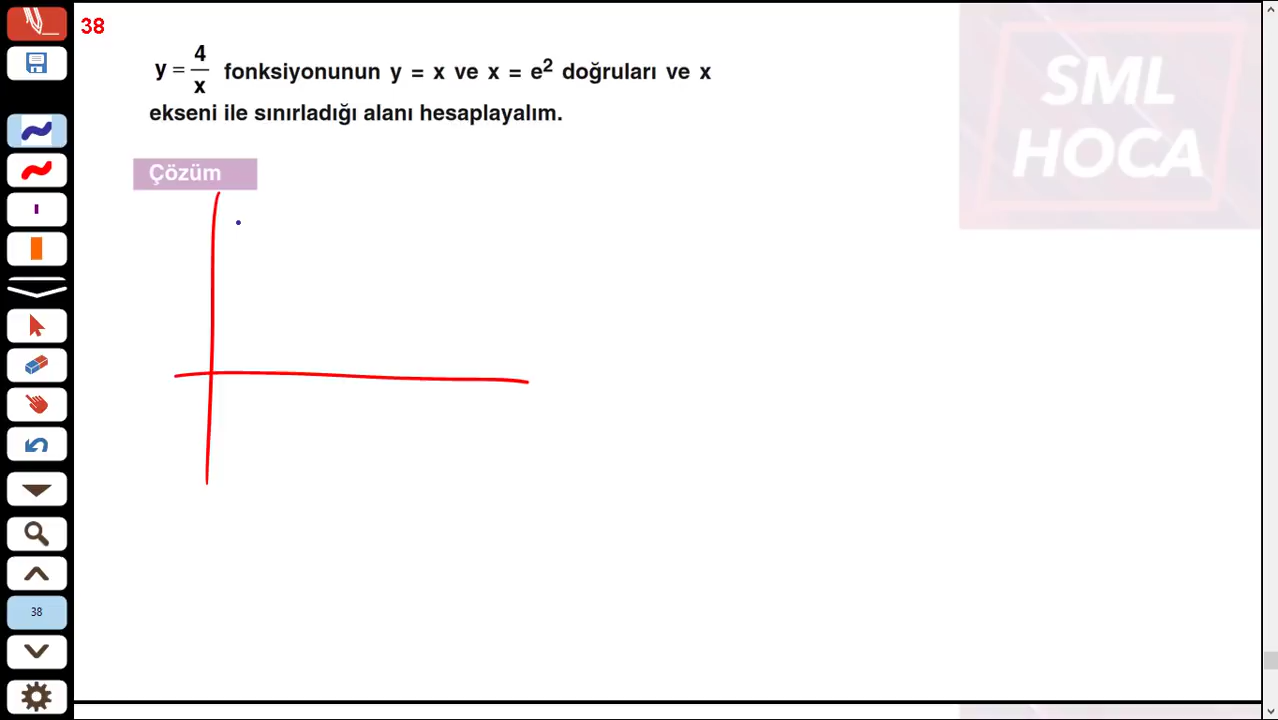 38
y = 4/x fonksiyonunun y = x ve x = e² doğruları ve x
ekseni ile sınırladığı alanı hesaplayalım.
Çözüm
SML
HOCA
38